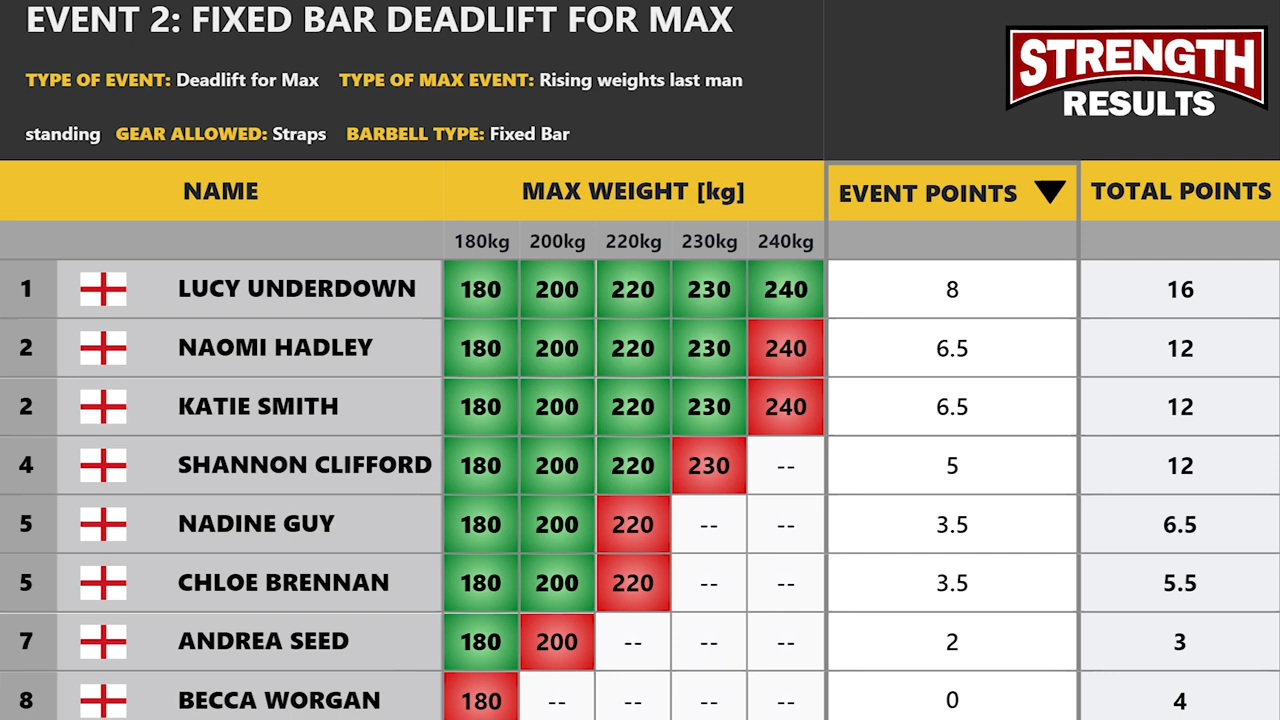 EVENT 2: FIXED BAR DEADLIFT FOR MAX
TYPE OF EVENT: Deadlift for Max TYPE OF MAX EVENT: Rising weights last man
standing GEAR ALLOWED: Straps BARBELL TYPE: Fixed Bar
STRENGTH
RESULTS
NAME MAX WEIGHT [kg] EVENT POINTS ▼ TOTAL POINTS
180kg 200kg 220kg 230kg 240kg
1 LUCY UNDERDOWN 180 200 220 230 240 8 16
2 NAOMI HADLEY 180 200 220 230 240 6.5 12
2 KATIE SMITH 180 200 220 230 240 6.5 12
4 SHANNON CLIFFORD 180 200 220 230 -- 5 12
5 NADINE GUY 180 200 220 -- -- 3.5 6.5
5 CHLOE BRENNAN 180 200 220 -- -- 3.5 5.5
7 ANDREA SEED 180 200 -- -- -- 2 3
8 BECCA WORGAN 180 -- -- -- -- 0 4